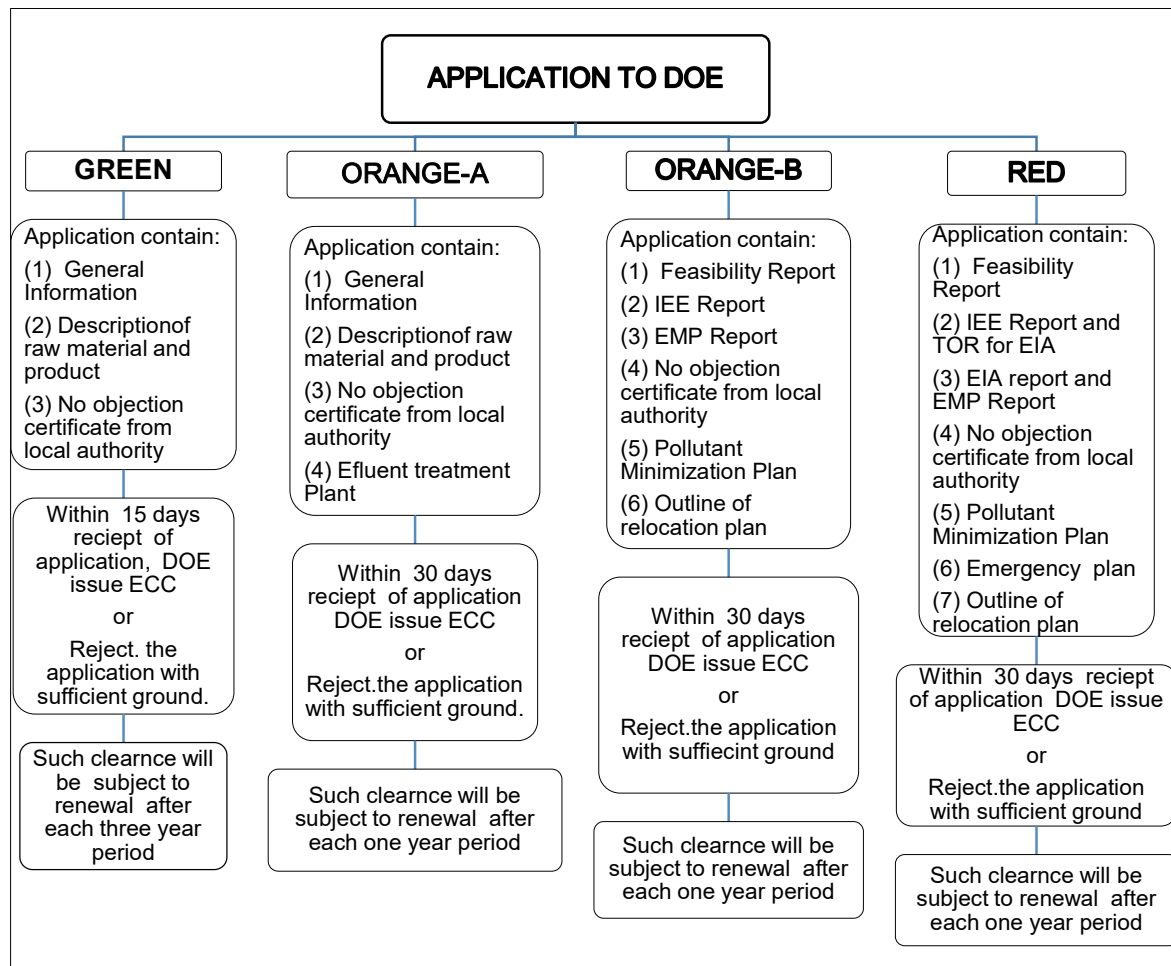 APPLICATION TO DOE
GREEN
Application contain:
(1) General
Information
(2) Descriptionof
raw material and
product
(3) No objection
certificate from
local authority
Within 15 days
reciept of
application, DOE
issue ECC
or
Reject. the
application with
sufficient ground.
Such clearnce will
be subject to
renewal after
each three year
period
ORANGE-A
Application contain:
(1) General
Information
(2) Descriptionof raw
material and product
(3) No objection
certificate from local
authority
(4) Efluent treatment
Plant
Within 30 days
reciept of application
DOE issue ECC
or
Reject.the application
with sufficient ground.
Such clearnce will be
subject to renewal after
each one year period
ORANGE-B
Application contain:
(1) Feasibility Report
(2) IEE Report
(3) EMP Report
(4) No objection
certificate from local
authority
(5) Pollutant
Minimization Plan
(6) Outline of
relocation plan
Within 30 days
reciept of application
DOE issue ECC
or
Reject.the application
with suffiecint ground
Such clearnce will be
subject to renewal after
each one year period
RED
Application contain:
(1) Feasibility
Report
(2) IEE Report and
TOR for EIA
(3) EIA report and
EMP Report
(4) No objection
certificate from local
authority
(5) Pollutant
Minimization Plan
(6) Emergency plan
(7) Outline of
relocation plan
Within 30 days reciept
of application DOE issue
ECC
or
Reject.the application
with sufficient ground
Such clearnce will be
subject to renewal after
each one year period